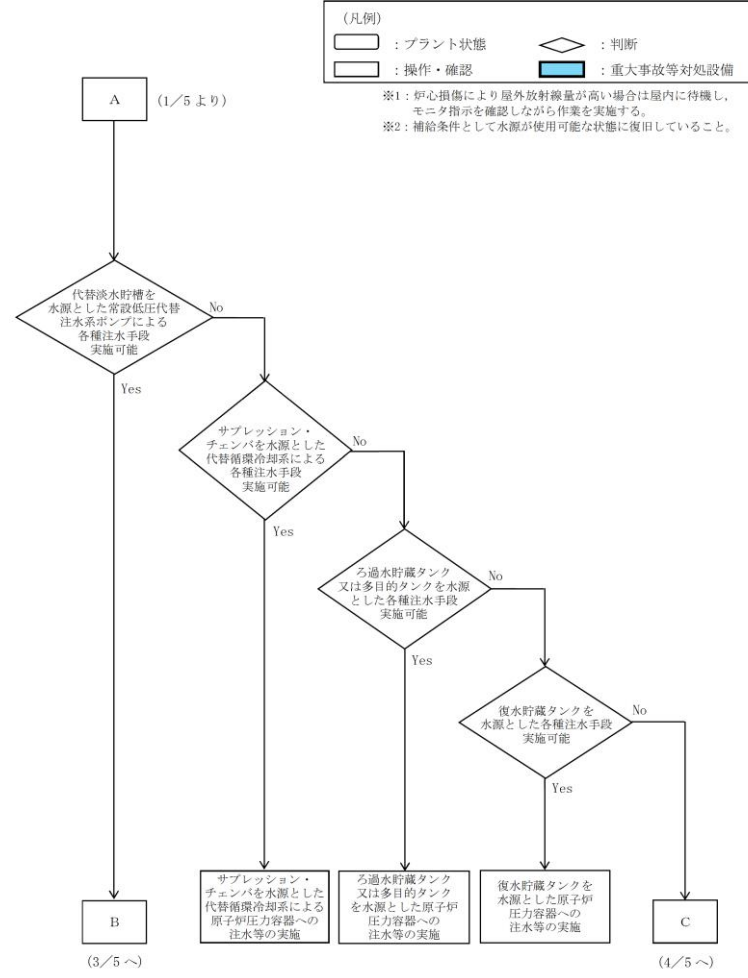 (凡例)
：プラント状態
：判断
：操作・確認
：重大事故等対処設備
※1：炉心損傷により屋外放射線量が高い場合は屋内に待機し，
モニタ指示を確認しながら作業を実施する。
※2：補給条件として水源が使用可能な状態に復旧していること。
A
(1／5 より)
代替淡水貯槽を
水源とした常設低圧代替
注水系ポンプによる
各種注水手段
実施可能
No
Yes
サプレッション・
チェンバを水源とした
代替循環冷却系による
各種注水手段
実施可能
No
Yes
ろ過水貯蔵タンク
又は多目的タンクを水源
とした各種注水手段
実施可能
No
Yes
復水貯蔵タンクを
水源とした各種注水手段
実施可能
No
Yes
B
(3／5 へ)
サプレッション・
チェンバを水源とした
代替循環冷却系による
原子炉圧力容器への
注水等の実施
ろ過水貯蔵タンク
又は多目的タンク
を水源とした原子炉
圧力容器への
注水等の実施
復水貯蔵タンクを
水源とした原子炉
圧力容器への
注水等の実施
C
(4／5 へ)